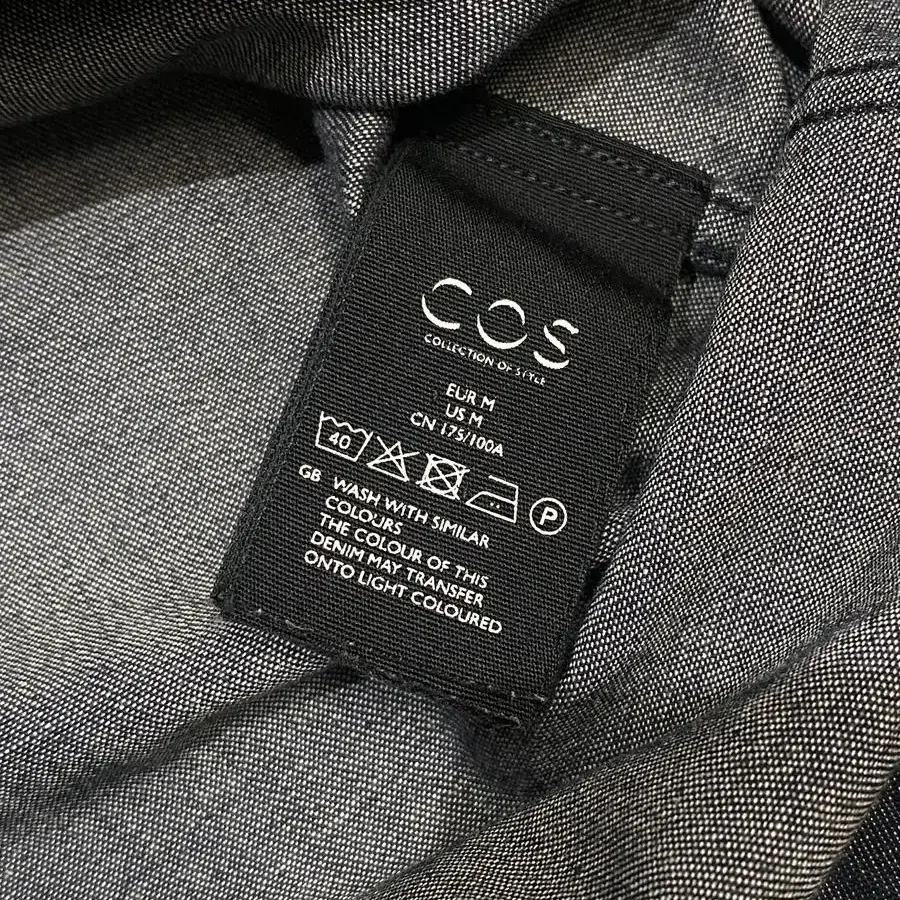 COS
COLLECTION OF STYLE
EUR M
US M
CN 175/100A
40
P
GB WASH WITH SIMILAR
COLOURS
THE COLOUR OF THIS
DENIM MAY TRANSFER
ONTO LIGHT COLOURED